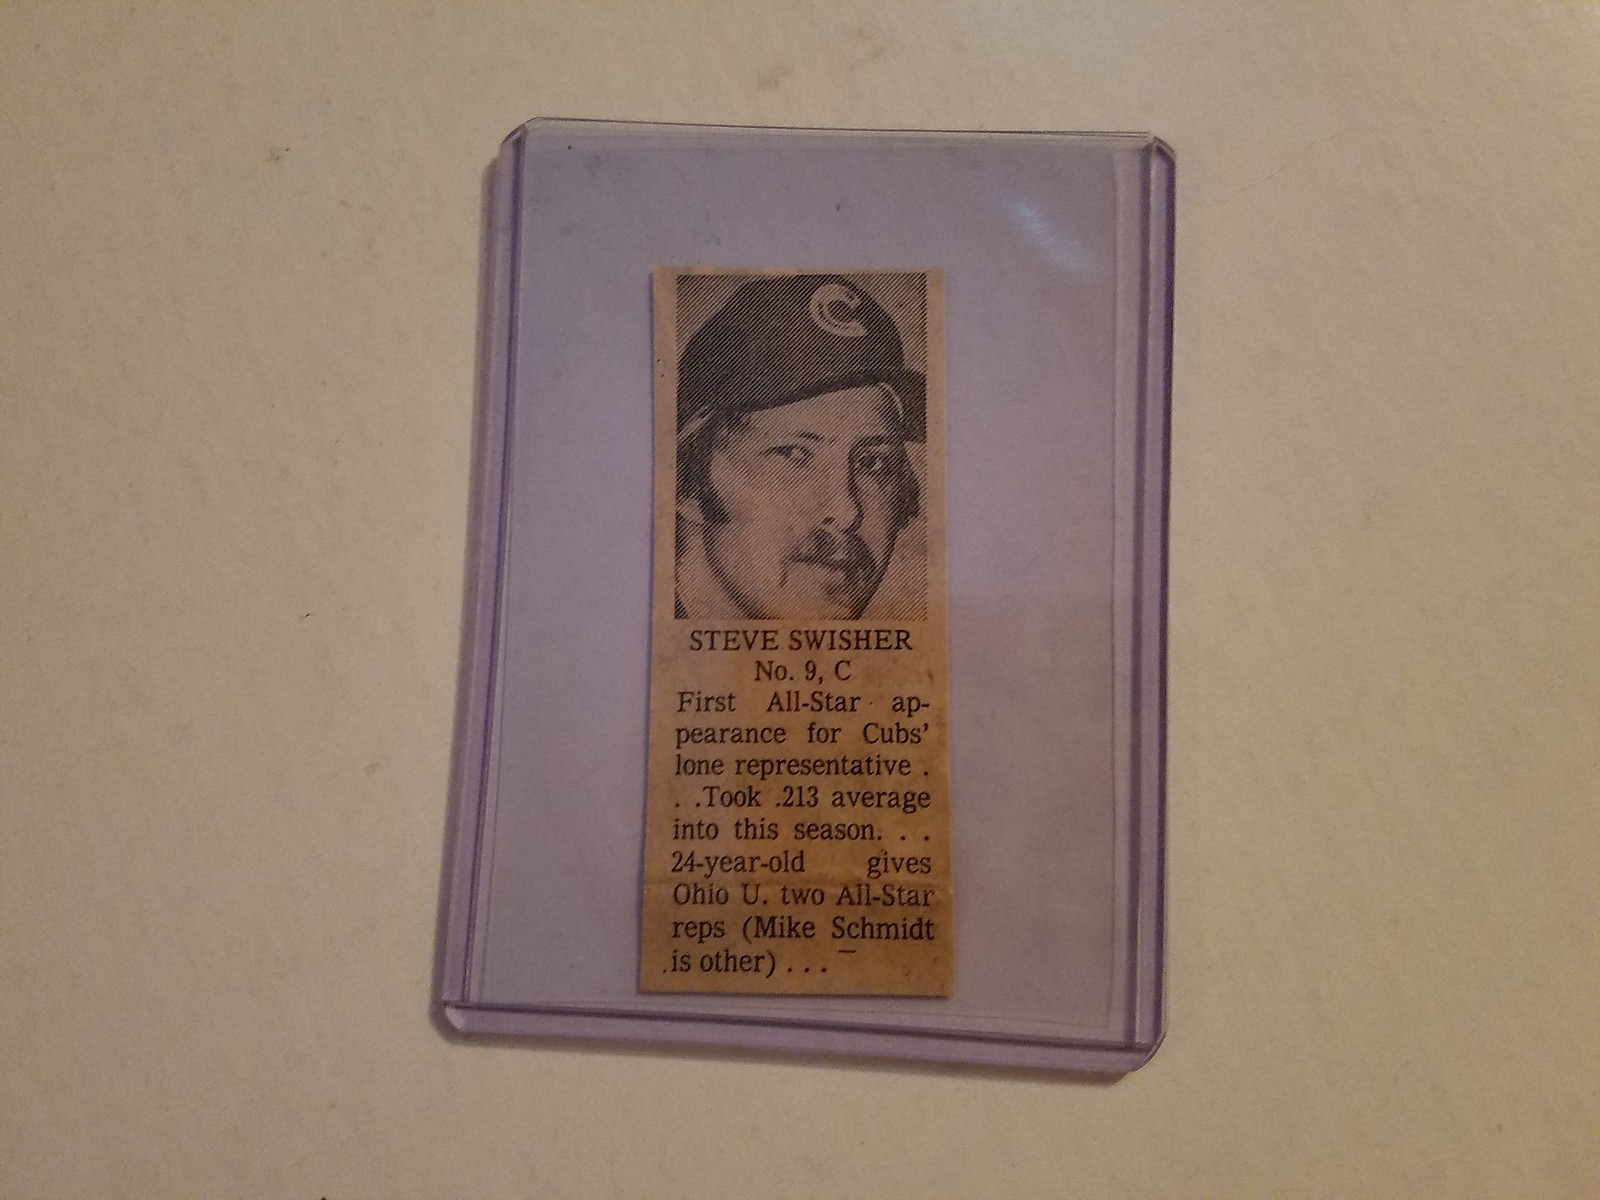 C
STEVE SWISHER
No. 9, C
First All-Star ap-
pearance for Cubs'
lone representative .
. .Took .213 average
into this season. . .
24-year-old gives
Ohio U. two All-Star
reps (Mike Schmidt
is other) . . .